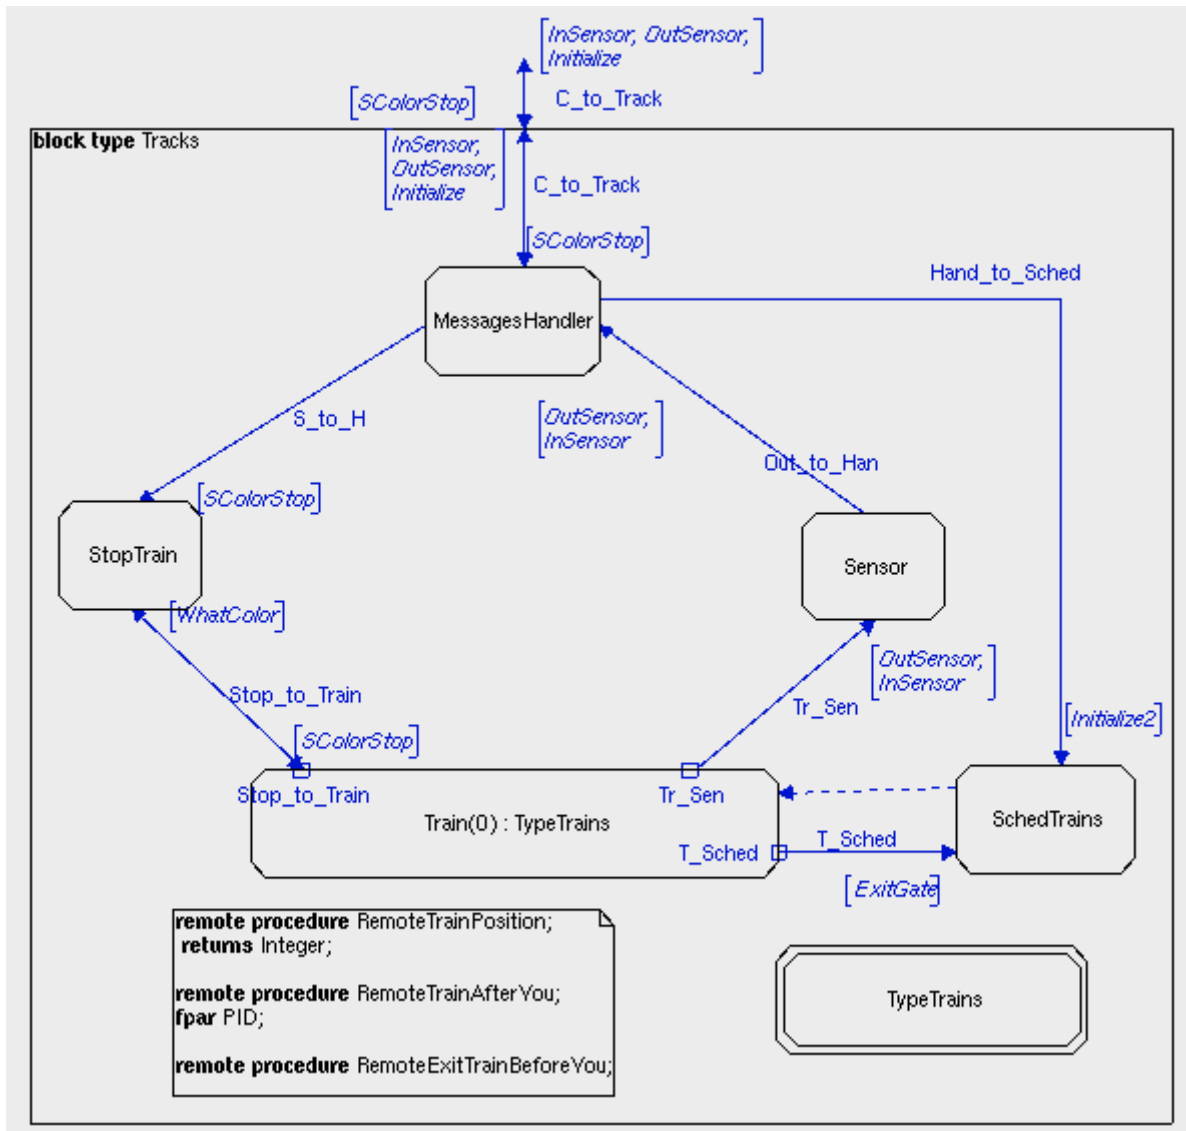 [InSensor, OutSensor,
Initialize]
[SColorStop]
C_to_Track
block type Tracks
[InSensor,
OutSensor,
Initialize]
C_to_Track
[SColorStop]
Hand_to_Sched
MessagesHandler
S_to_H
[OutSensor,
InSensor]
Out_to_Han
[SColorStop]
StopTrain
Sensor
[WhatColor]
[OutSensor,
InSensor]
Stop_to_Train
Tr_Sen
[Initialize2]
[SColorStop]
Stop_to_Train
Tr_Sen
Train(0) : TypeTrains
SchedTrains
T_Sched
T_Sched
[ExitGate]
remote procedure RemoteTrainPosition;
returns Integer;
remote procedure RemoteTrainAfterYou;
fpar PID;
remote procedure RemoteExitTrainBeforeYou;
TypeTrains